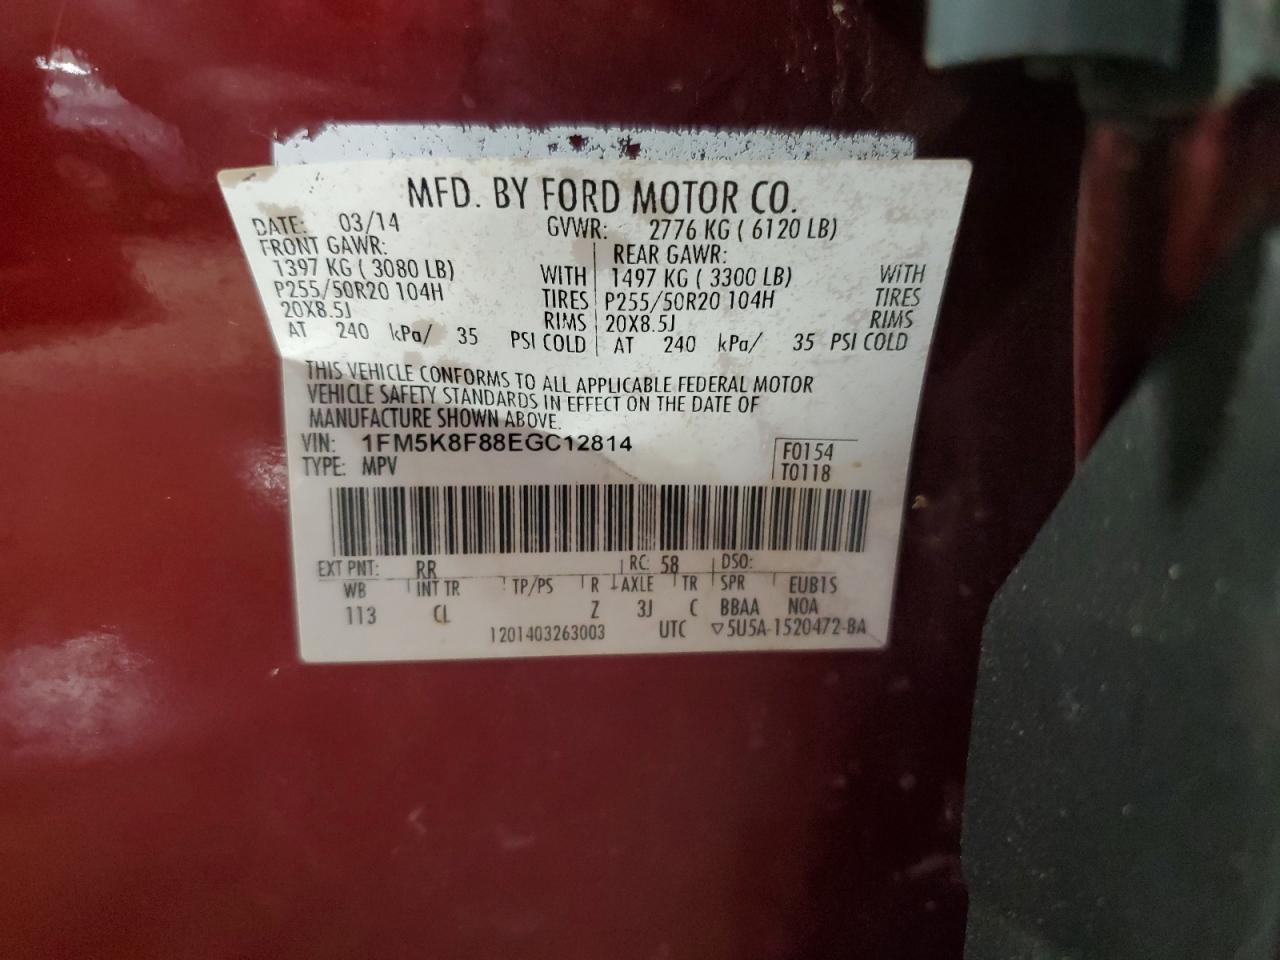 MFD. BY FORD MOTOR CO.
DATE: 03/14 GVWR: 2776 KG ( 6120 LB)
FRONT GAWR: REAR GAWR:
1397 KG ( 3080 LB) WITH 1497 KG ( 3300 LB) WITH
P255/50R20 104H TIRES P255/50R20 104H TIRES
20X8.5J RIMS 20X8.5J RIMS
AT 240 kPa/ 35 PSI COLD AT 240 kPa/ 35 PSI COLD
THIS VEHICLE CONFORMS TO ALL APPLICABLE FEDERAL MOTOR
VEHICLE SAFETY STANDARDS IN EFFECT ON THE DATE OF
MANUFACTURE SHOWN ABOVE.
VIN: 1FM5K8F88EGC12814 F0154
TYPE: MPV T0118
EXT PNT: RR RC: 58 DSO:
WB INT TR TP/PS R AXLE TR SPR EUB1S
113 CL Z 3J C BBAA N0A
1201403263003 UTC ▽5U5A-1520472-BA